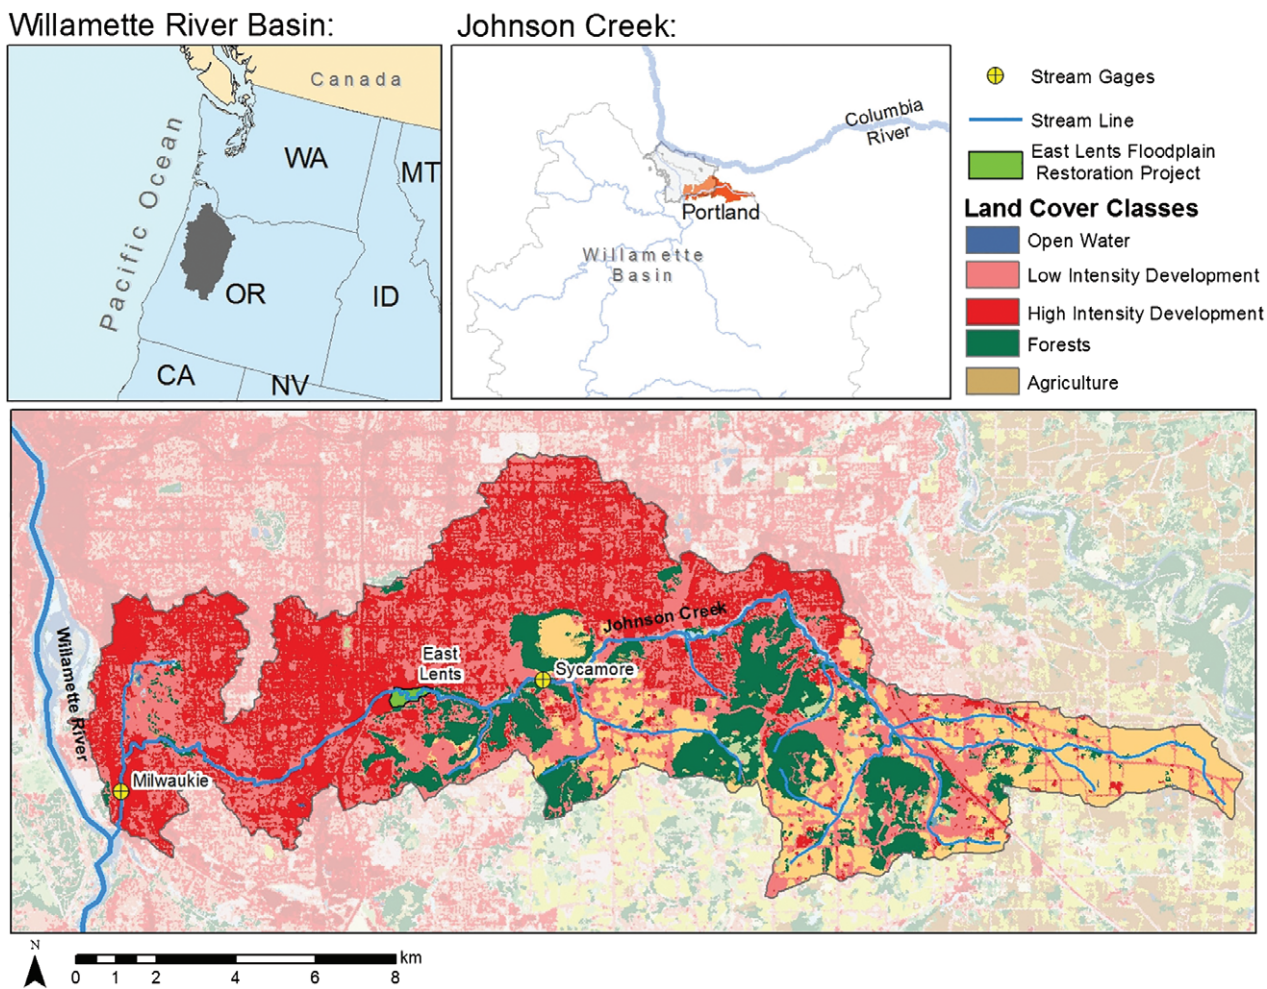 Willamette River Basin:
Johnson Creek:
Canada
WA
MT
Pacific Ocean
OR
ID
CA
NV
Columbia
River
Portland
Willamette
Basin
Stream Gages
Stream Line
East Lents Floodplain
Restoration Project
Land Cover Classes
Open Water
Low Intensity Development
High Intensity Development
Forests
Agriculture
Johnson Creek
East
Lents
Sycamore
Willamette River
Milwaukie
N
km
0 1 2 4 6 8